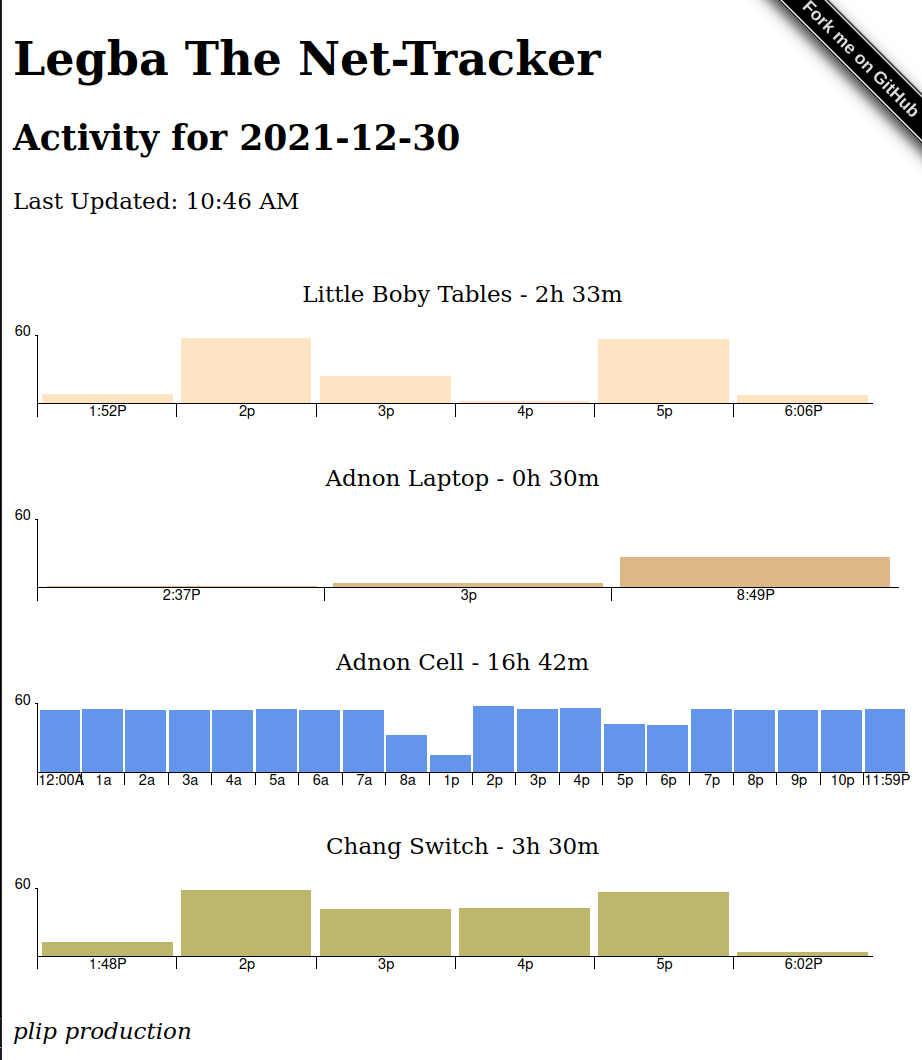 Fork me on GitHub
Legba The Net-Tracker
Activity for 2021-12-30
Last Updated: 10:46 AM
Little Boby Tables - 2h 33m
60
1:52P 2p 3p 4p 5p 6:06P
Adnon Laptop - 0h 30m
60
2:37P 3p 8:49P
Adnon Cell - 16h 42m
60
12:00A 1a 2a 3a 4a 5a 6a 7a 8a 1p 2p 3p 4p 5p 6p 7p 8p 9p 10p 11:59P
Chang Switch - 3h 30m
60
1:48P 2p 3p 4p 5p 6:02P
plip production